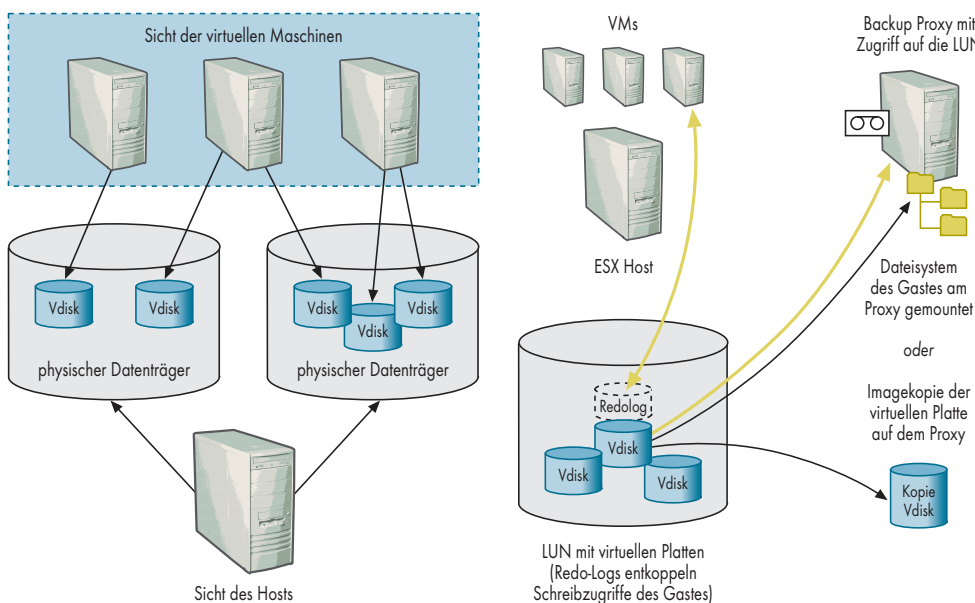 Sicht der virtuellen Maschinen
Vdisk
Vdisk
physischer Datenträger
Vdisk
Vdisk
Vdisk
physischer Datenträger
Sicht des Hosts
VMs
ESX Host
Redolog
Vdisk
Vdisk
Vdisk
LUN mit virtuellen Platten
(Redo-Logs entkoppeln
Schreibzugriffe des Gastes)
Backup Proxy mit
Zugriff auf die LUN
Dateisystem
des Gastes am
Proxy gemountet
oder
Imagekopie der
virtuellen Platte
auf dem Proxy
Kopie
Vdisk